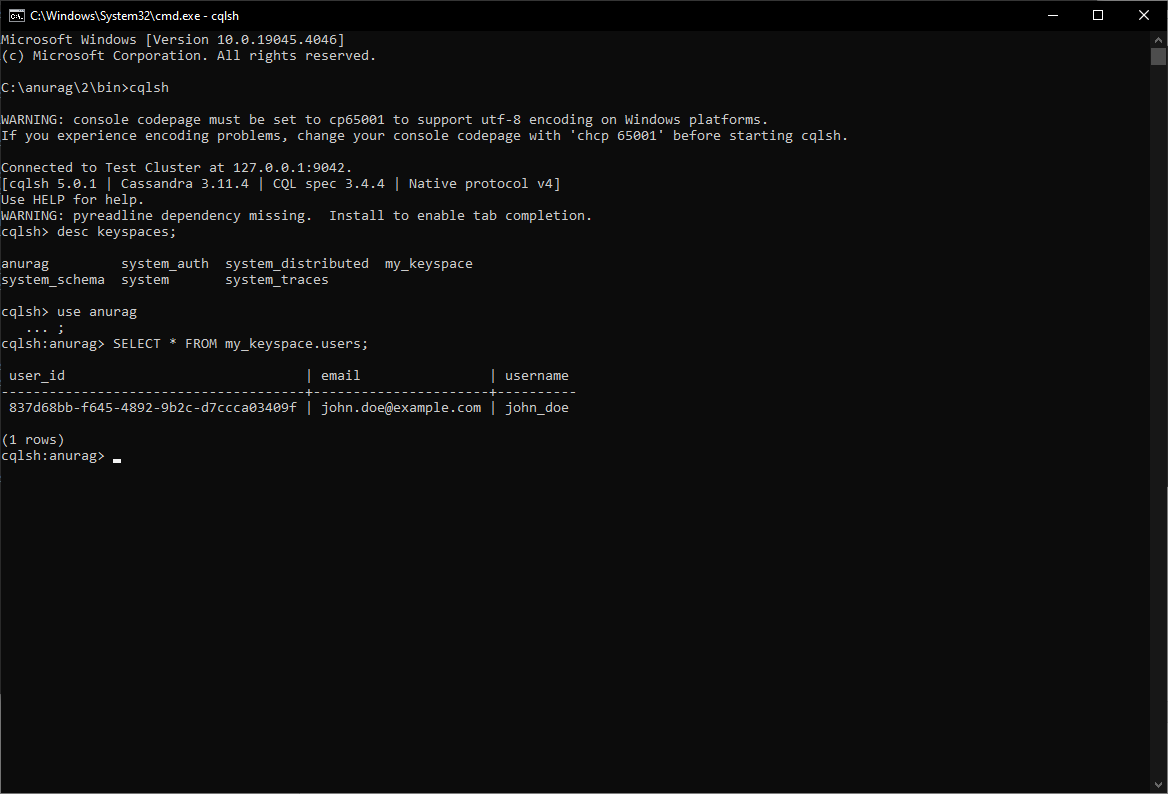 C:\Windows\System32\cmd.exe - cqlsh
Microsoft Windows [Version 10.0.19045.4046]
(c) Microsoft Corporation. All rights reserved.
C:\anurag\2\bin>cqlsh
WARNING: console codepage must be set to cp65001 to support utf-8 encoding on Windows platforms.
If you experience encoding problems, change your console codepage with 'chcp 65001' before starting cqlsh.
Connected to Test Cluster at 127.0.0.1:9042.
[cqlsh 5.0.1 | Cassandra 3.11.4 | CQL spec 3.4.4 | Native protocol v4]
Use HELP for help.
WARNING: pyreadline dependency missing.  Install to enable tab completion.
cqlsh> desc keyspaces;
anurag         system_auth  system_distributed  my_keyspace
system_schema  system       system_traces
cqlsh> use anurag
   ... ;
cqlsh:anurag> SELECT * FROM my_keyspace.users;
 user_id                              | email                | username
--------------------------------------+----------------------+----------
 837d68bb-f645-4892-9b2c-d7ccca03409f | john.doe@example.com | john_doe
(1 rows)
cqlsh:anurag>